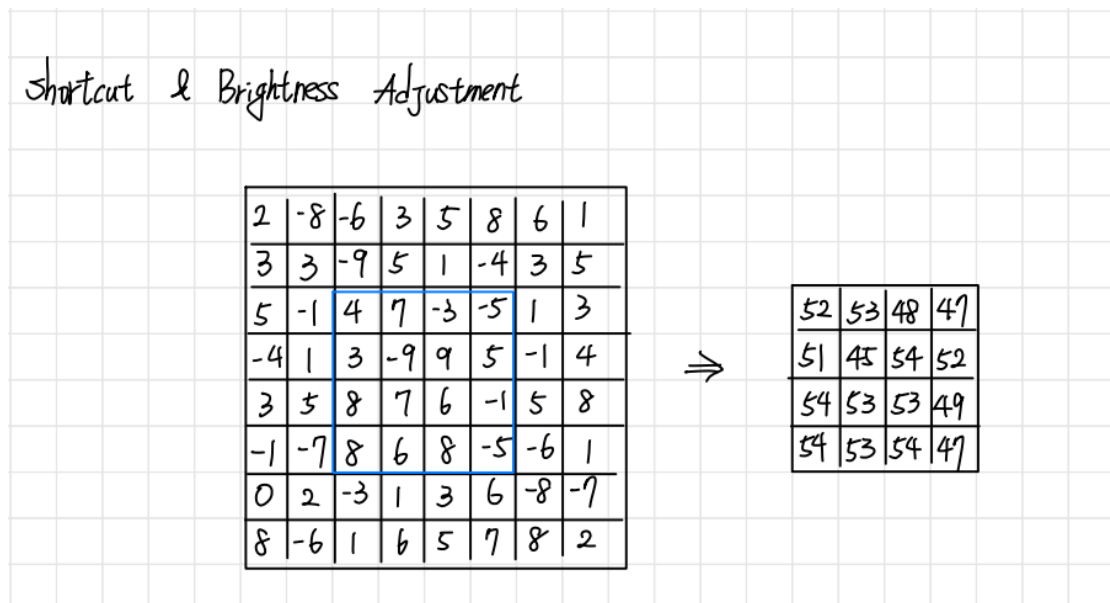 Shortcut & Brightness Adjustment
2 -8 -6 3 5 8 6 1
3 3 -9 5 1 -4 3 5
5 -1 4 7 -3 -5 1 3
-4 1 3 -9 9 5 -1 4
3 5 8 7 6 -1 5 8
-1 -7 8 6 8 -5 -6 1
0 2 -3 1 3 6 -8 -7
8 -6 1 6 5 7 8 2
⇒
52 53 48 47
51 45 54 52
54 53 53 49
54 53 54 47